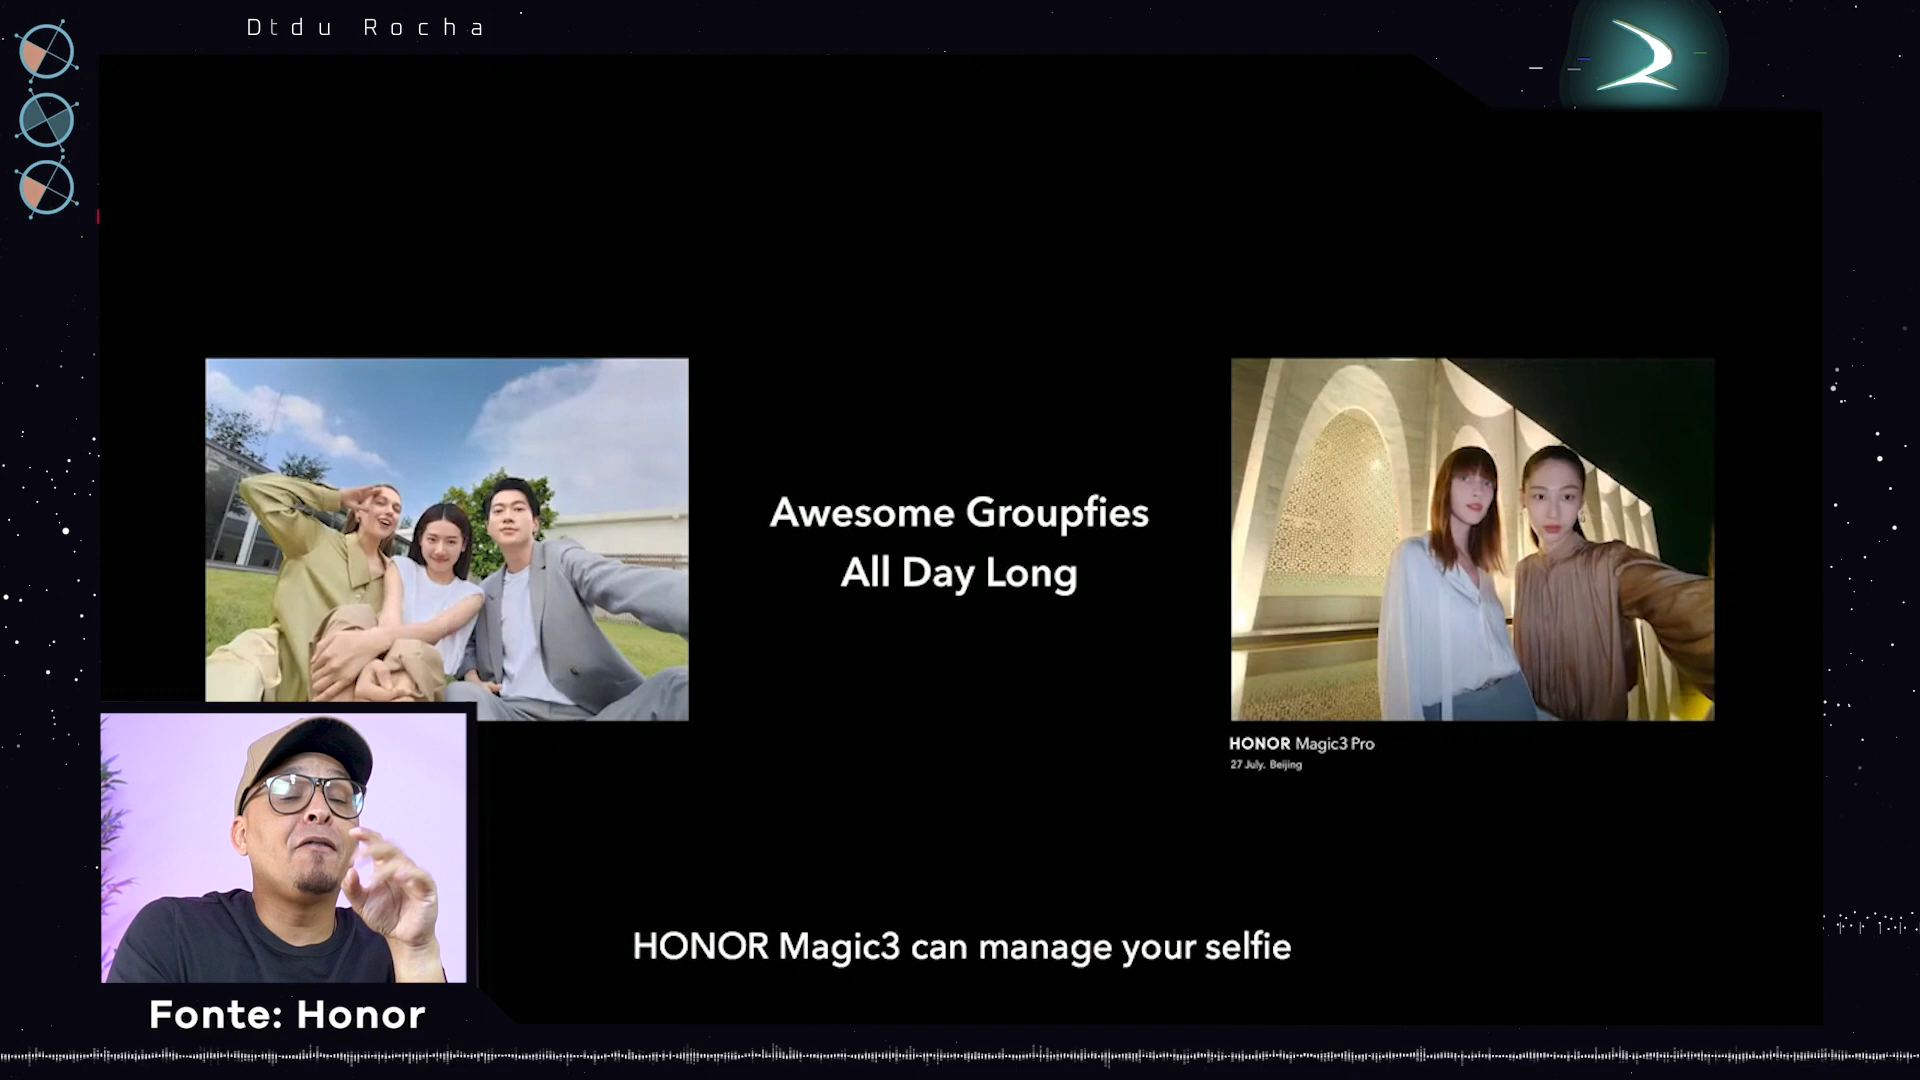 Dtdu Rocha
Awesome Groupfies
All Day Long
HONOR Magic3 Pro
27 July. Beijing
HONOR Magic3 can manage your selfie
Fonte: Honor